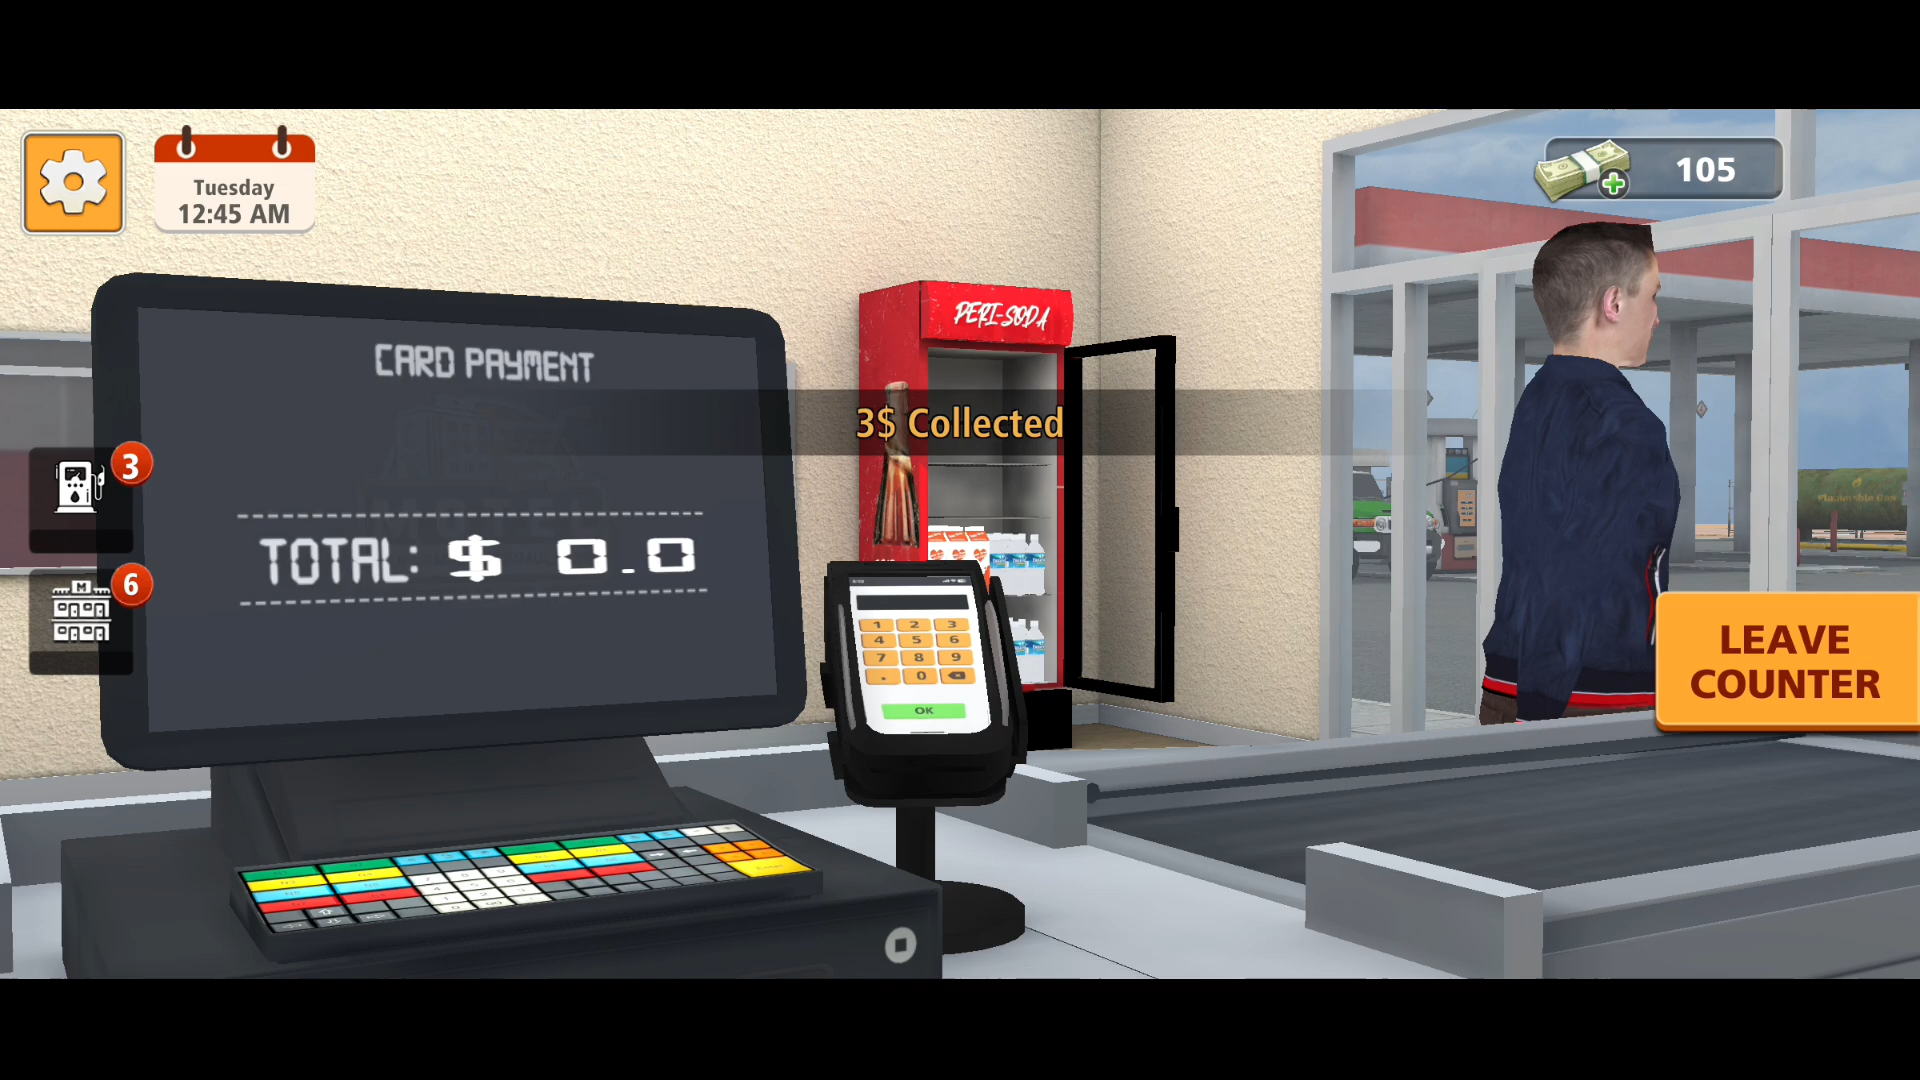 Tuesday
12:45 AM
105
PERI-SODA
CARD PAYMENT
3$ Collected
3
TOTAL: $ 0.0
6
M
1 2 3
4 5 6
7 8 9
. 0
OK
LEAVE
COUNTER